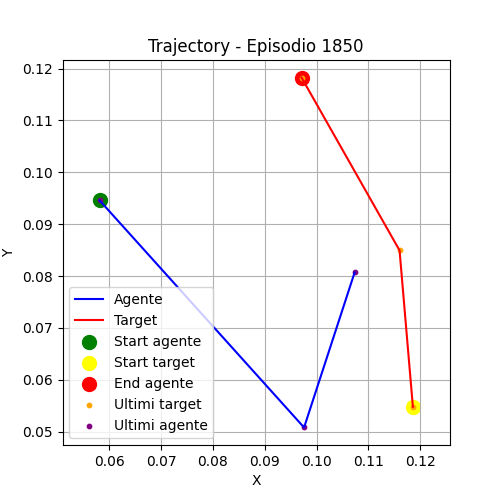 Trajectory - Episodio 1850
0.12
0.11
0.10
0.09
0.08
0.07
0.06
0.05
Y
Agente
Target
Start agente
Start target
End agente
Ultimi target
Ultimi agente
0.06 0.07 0.08 0.09 0.10 0.11 0.12
X